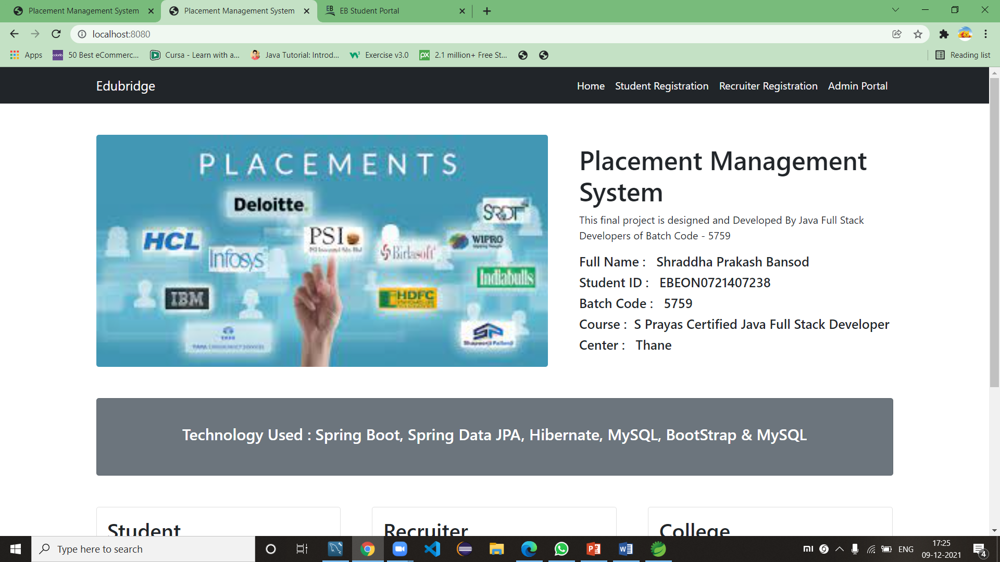 Placement Management System
Placement Management System
EB Student Portal
localhost:8080
Apps
50 Best eCommerc...
Cursa - Learn with a...
Java Tutorial: Introd...
Exercise v3.0
2.1 million+ Free St...
Reading list
Edubridge
Home
Student Registration
Recruiter Registration
Admin Portal
PLACEMENTS
Deloitte.
SRDT
HCL
PSI
WIPRO
Infosys
Birlasoft
Indiabulls
IBM
HDFC
SP
Placement Management
System
This final project is designed and Developed By Java Full Stack
Developers of Batch Code - 5759
Full Name : Shraddha Prakash Bansod
Student ID : EBEON0721407238
Batch Code : 5759
Course : S Prayas Certified Java Full Stack Developer
Center : Thane
Technology Used : Spring Boot, Spring Data JPA, Hibernate, MySQL, BootStrap & MySQL
Student
Recruiter
College
Type here to search
ENG
17:25
09-12-2021
4